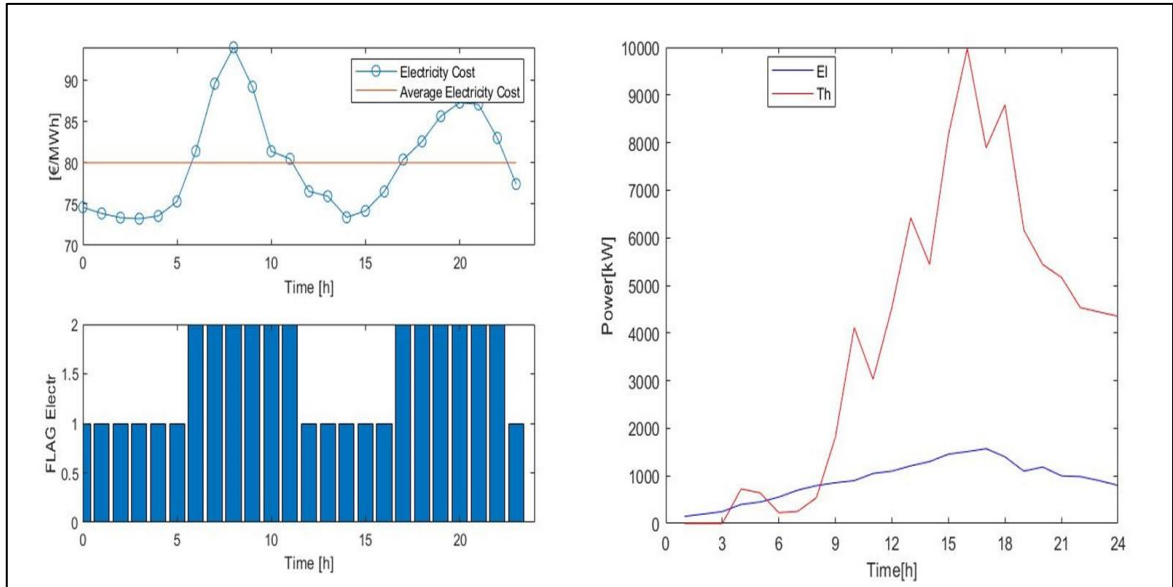 90
85
80
75
70
[€/MWh]
Electricity Cost
Average Electricity Cost
0 5 10 15 20
Time [h]
2
1.5
1
0.5
0
FLAG Electr
0 5 10 15 20
Time [h]
10000
9000
8000
7000
6000
5000
4000
3000
2000
1000
0
Power[kW]
El
Th
0 3 6 9 12 15 18 21 24
Time[h]